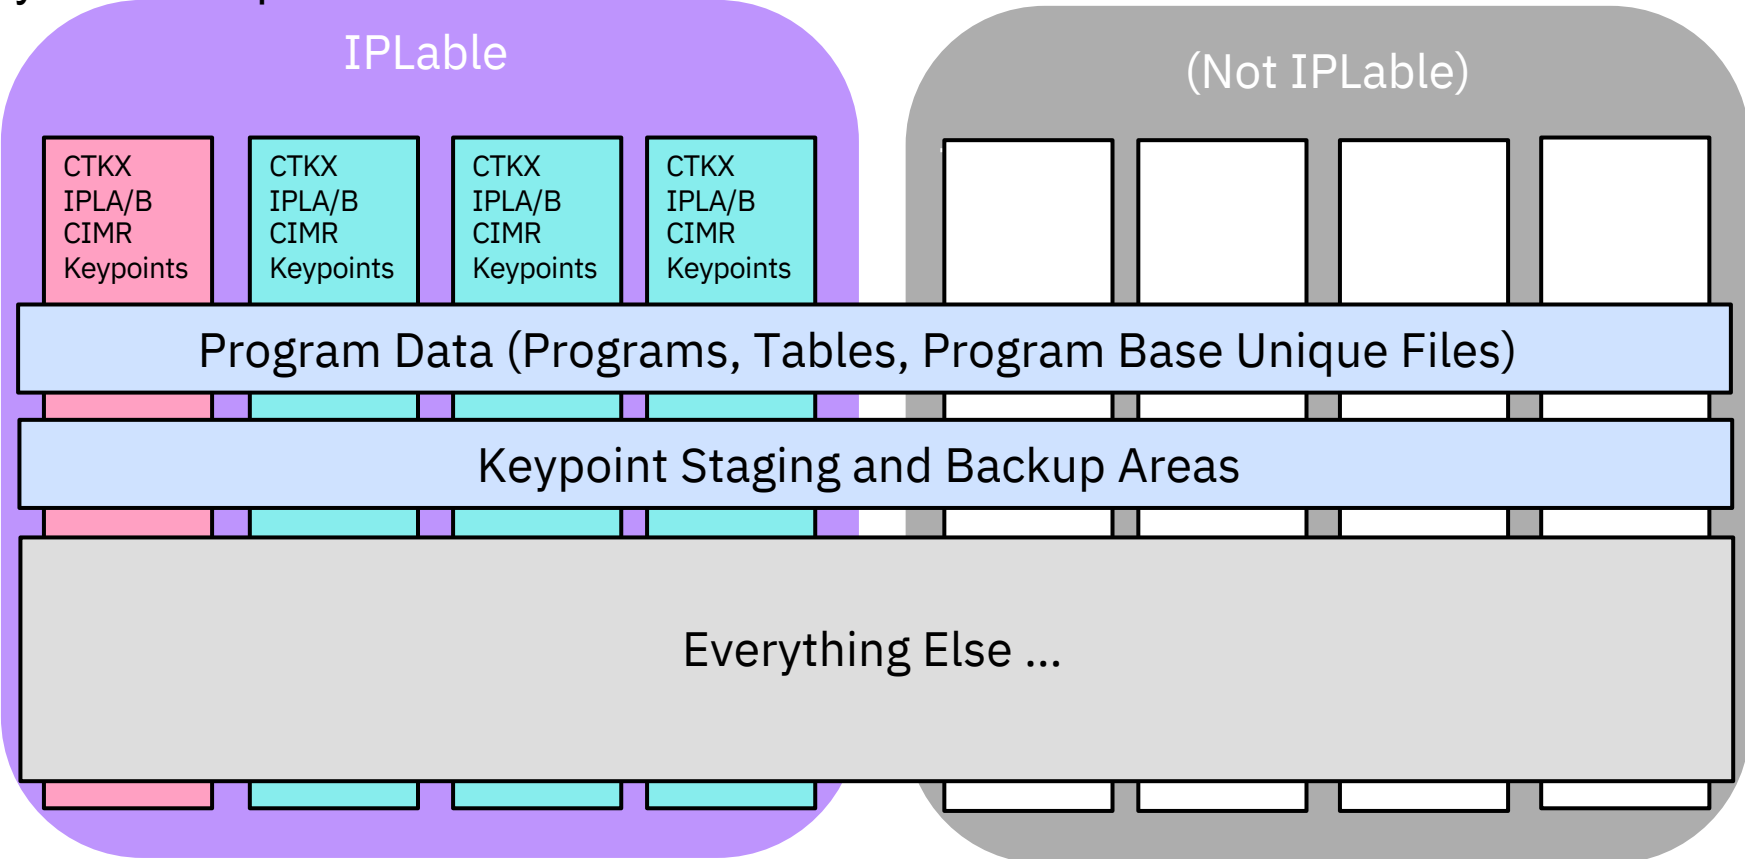 IPLable
(Not IPLable)
CTKX
IPLA/B
CIMR
Keypoints
CTKX
IPLA/B
CIMR
Keypoints
CTKX
IPLA/B
CIMR
Keypoints
CTKX
IPLA/B
CIMR
Keypoints
Program Data (Programs, Tables, Program Base Unique Files)
Keypoint Staging and Backup Areas
Everything Else ...